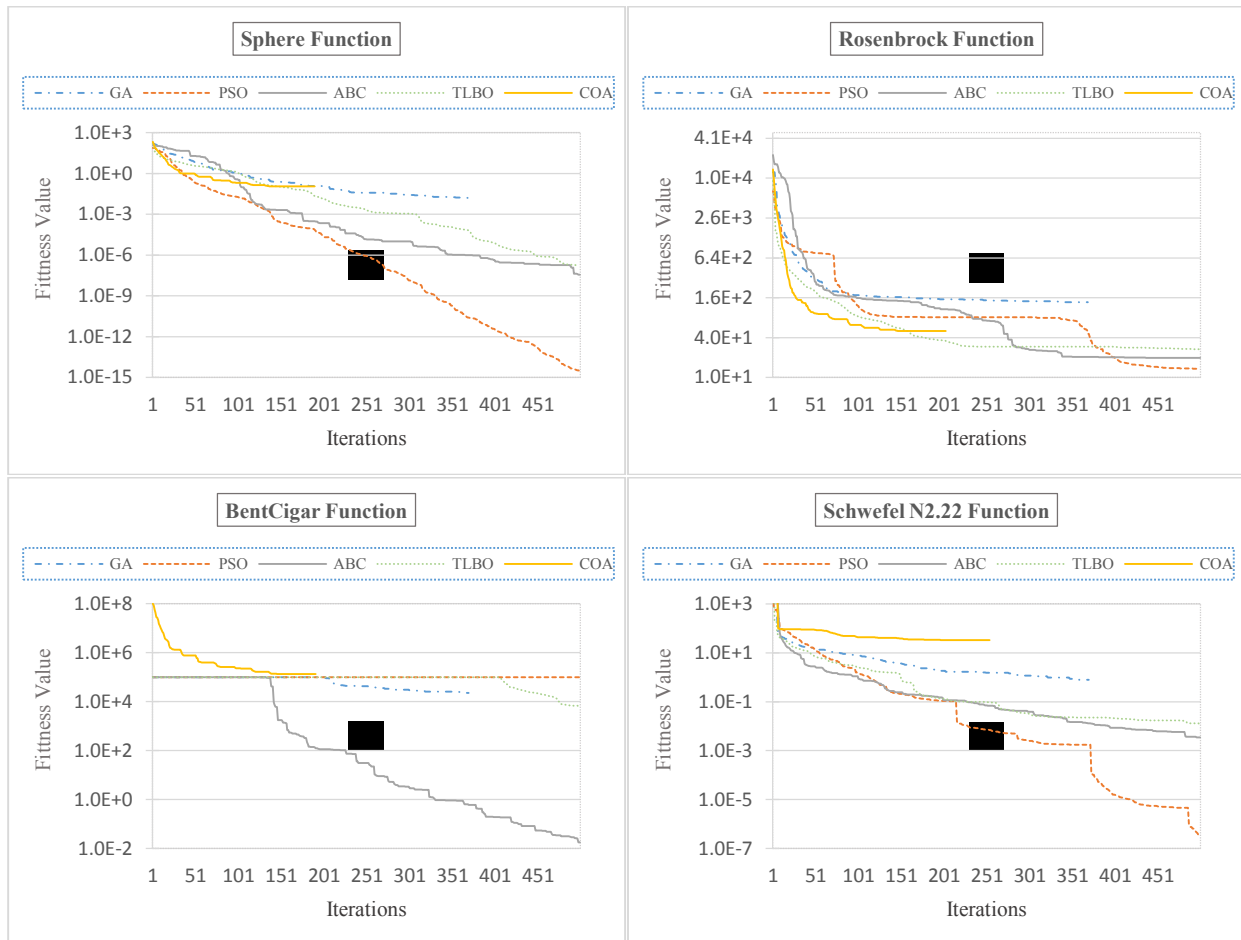 Sphere Function
GA PSO ABC TLBO COA
Fittness Value
1.0E+3
1.0E+0
1.0E-3
1.0E-6
1.0E-9
1.0E-12
1.0E-15
1 51 101 151 201 251 301 351 401 451
Iterations
Rosenbrock Function
GA PSO ABC TLBO COA
Fittness Value
4.1E+4
1.0E+4
2.6E+3
6.4E+2
1.6E+2
4.0E+1
1.0E+1
1 51 101 151 201 251 301 351 401 451
Iterations
BentCigar Function
GA PSO ABC TLBO COA
Fittness Value
1.0E+8
1.0E+6
1.0E+4
1.0E+2
1.0E+0
1.0E-2
1 51 101 151 201 251 301 351 401 451
Iterations
Schwefel N2.22 Function
GA PSO ABC TLBO COA
Fittness Value
1.0E+3
1.0E+1
1.0E-1
1.0E-3
1.0E-5
1.0E-7
1 51 101 151 201 251 301 351 401 451
Iterations